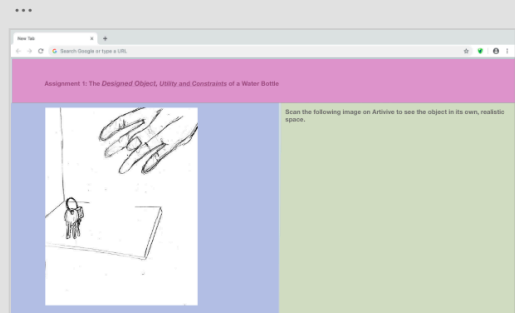 New Tab
Search Google or type a URL
Assignment 1: The Designed Object, Utility and Constraints of a Water Bottle
Scan the following image on Artivive to see the object in its own, realistic
space.